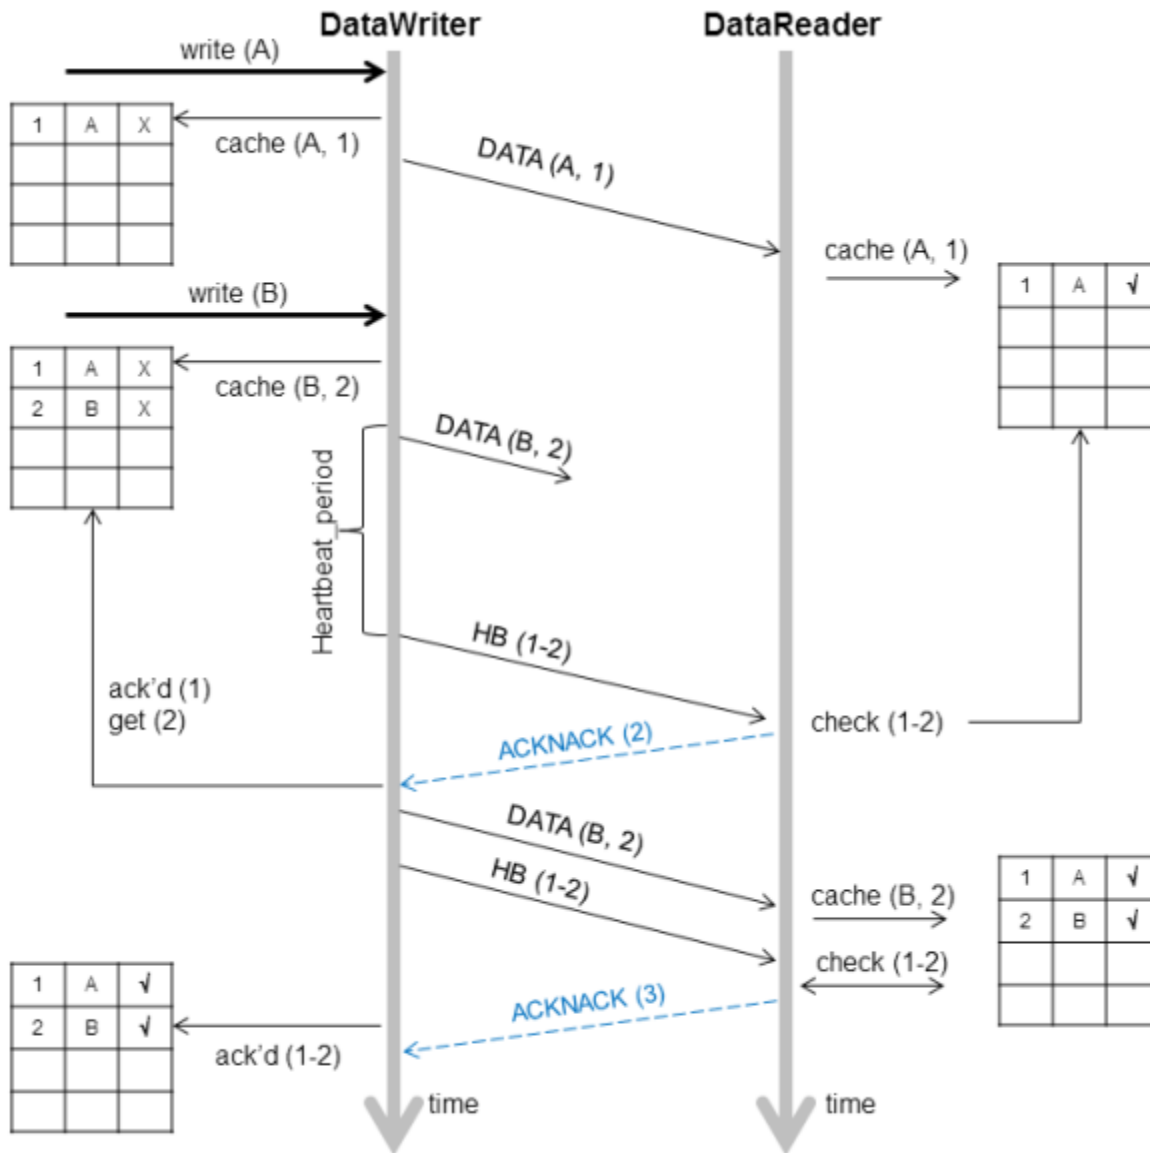 DataWriter
DataReader
write (A)
1 A X
cache (A, 1)
DATA (A, 1)
cache (A, 1)
1 A √
write (B)
1 A X
2 B X
cache (B, 2)
DATA (B, 2)
Heartbeat_period
HB (1-2)
ack’d (1)
get (2)
check (1-2)
ACKNACK (2)
DATA (B, 2)
HB (1-2)
cache (B, 2)
1 A √
2 B √
check (1-2)
ACKNACK (3)
1 A √
2 B √
ack’d (1-2)
time
time